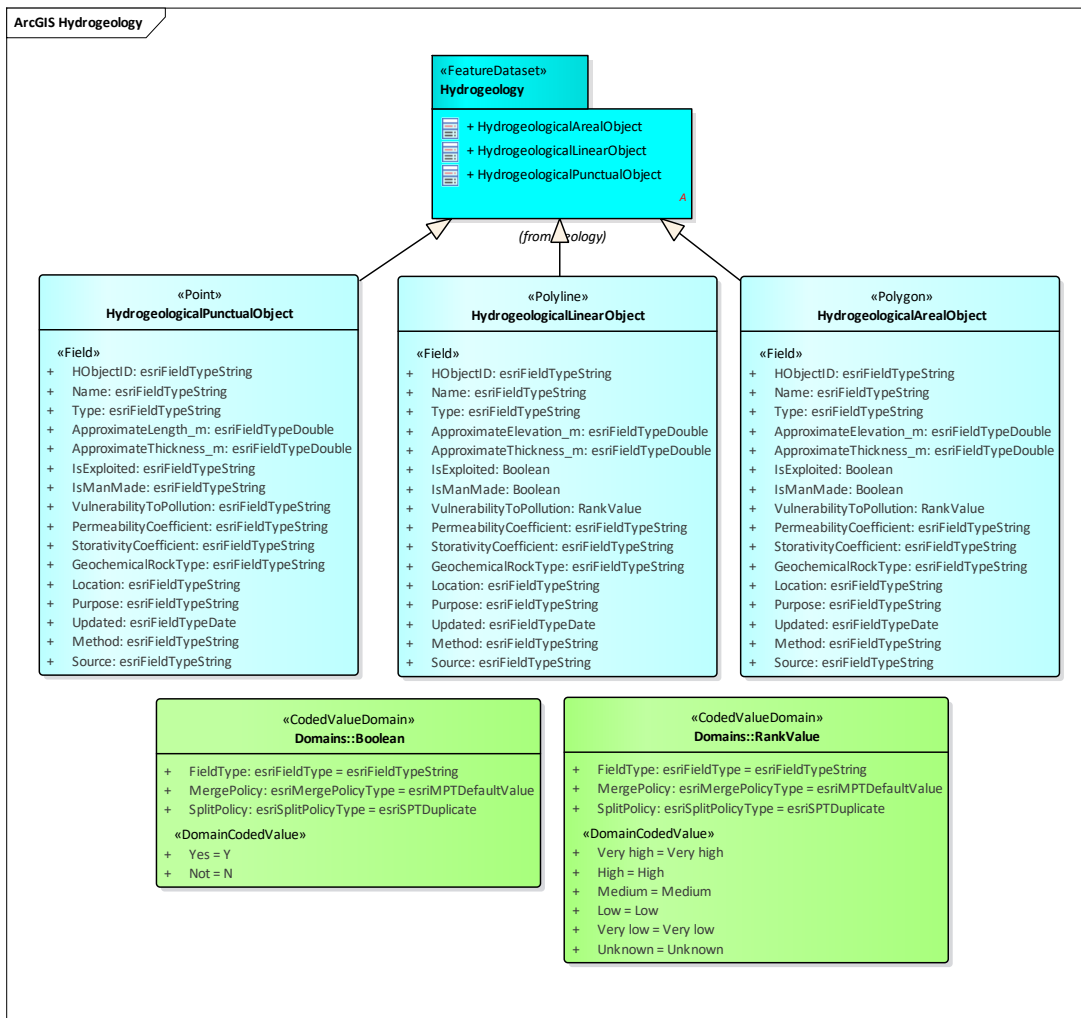 ArcGIS Hydrogeology
«FeatureDataset»
Hydrogeology
+ HydrogeologicalArealObject
+ HydrogeologicalLinearObject
+ HydrogeologicalPunctualObject
A
(from eology)
«Point»
HydrogeologicalPunctualObject
«Field»
+ HObjectID: esriFieldTypeString
+ Name: esriFieldTypeString
+ Type: esriFieldTypeString
+ ApproximateLength_m: esriFieldTypeDouble
+ ApproximateThickness_m: esriFieldTypeDouble
+ IsExploited: esriFieldTypeString
+ IsManMade: esriFieldTypeString
+ VulnerabilityToPollution: esriFieldTypeString
+ PermeabilityCoefficient: esriFieldTypeString
+ StorativityCoefficient: esriFieldTypeString
+ GeochemicalRockType: esriFieldTypeString
+ Location: esriFieldTypeString
+ Purpose: esriFieldTypeString
+ Updated: esriFieldTypeDate
+ Method: esriFieldTypeString
+ Source: esriFieldTypeString
«Polyline»
HydrogeologicalLinearObject
«Field»
+ HObjectID: esriFieldTypeString
+ Name: esriFieldTypeString
+ Type: esriFieldTypeString
+ ApproximateElevation_m: esriFieldTypeDouble
+ ApproximateThickness_m: esriFieldTypeDouble
+ IsExploited: Boolean
+ IsManMade: Boolean
+ VulnerabilityToPollution: RankValue
+ PermeabilityCoefficient: esriFieldTypeString
+ StorativityCoefficient: esriFieldTypeString
+ GeochemicalRockType: esriFieldTypeString
+ Location: esriFieldTypeString
+ Purpose: esriFieldTypeString
+ Updated: esriFieldTypeDate
+ Method: esriFieldTypeString
+ Source: esriFieldTypeString
«Polygon»
HydrogeologicalArealObject
«Field»
+ HObjectID: esriFieldTypeString
+ Name: esriFieldTypeString
+ Type: esriFieldTypeString
+ ApproximateElevation_m: esriFieldTypeDouble
+ ApproximateThickness_m: esriFieldTypeDouble
+ IsExploited: Boolean
+ IsManMade: Boolean
+ VulnerabilityToPollution: RankValue
+ PermeabilityCoefficient: esriFieldTypeString
+ StorativityCoefficient: esriFieldTypeString
+ GeochemicalRockType: esriFieldTypeString
+ Location: esriFieldTypeString
+ Purpose: esriFieldTypeString
+ Updated: esriFieldTypeDate
+ Method: esriFieldTypeString
+ Source: esriFieldTypeString
«CodedValueDomain»
Domains::Boolean
+ FieldType: esriFieldType = esriFieldTypeString
+ MergePolicy: esriMergePolicyType = esriMPTDefaultValue
+ SplitPolicy: esriSplitPolicyType = esriSPTDuplicate
«DomainCodedValue»
+ Yes = Y
+ Not = N
«CodedValueDomain»
Domains::RankValue
+ FieldType: esriFieldType = esriFieldTypeString
+ MergePolicy: esriMergePolicyType = esriMPTDefaultValue
+ SplitPolicy: esriSplitPolicyType = esriSPTDuplicate
«DomainCodedValue»
+ Very high = Very high
+ High = High
+ Medium = Medium
+ Low = Low
+ Very low = Very low
+ Unknown = Unknown